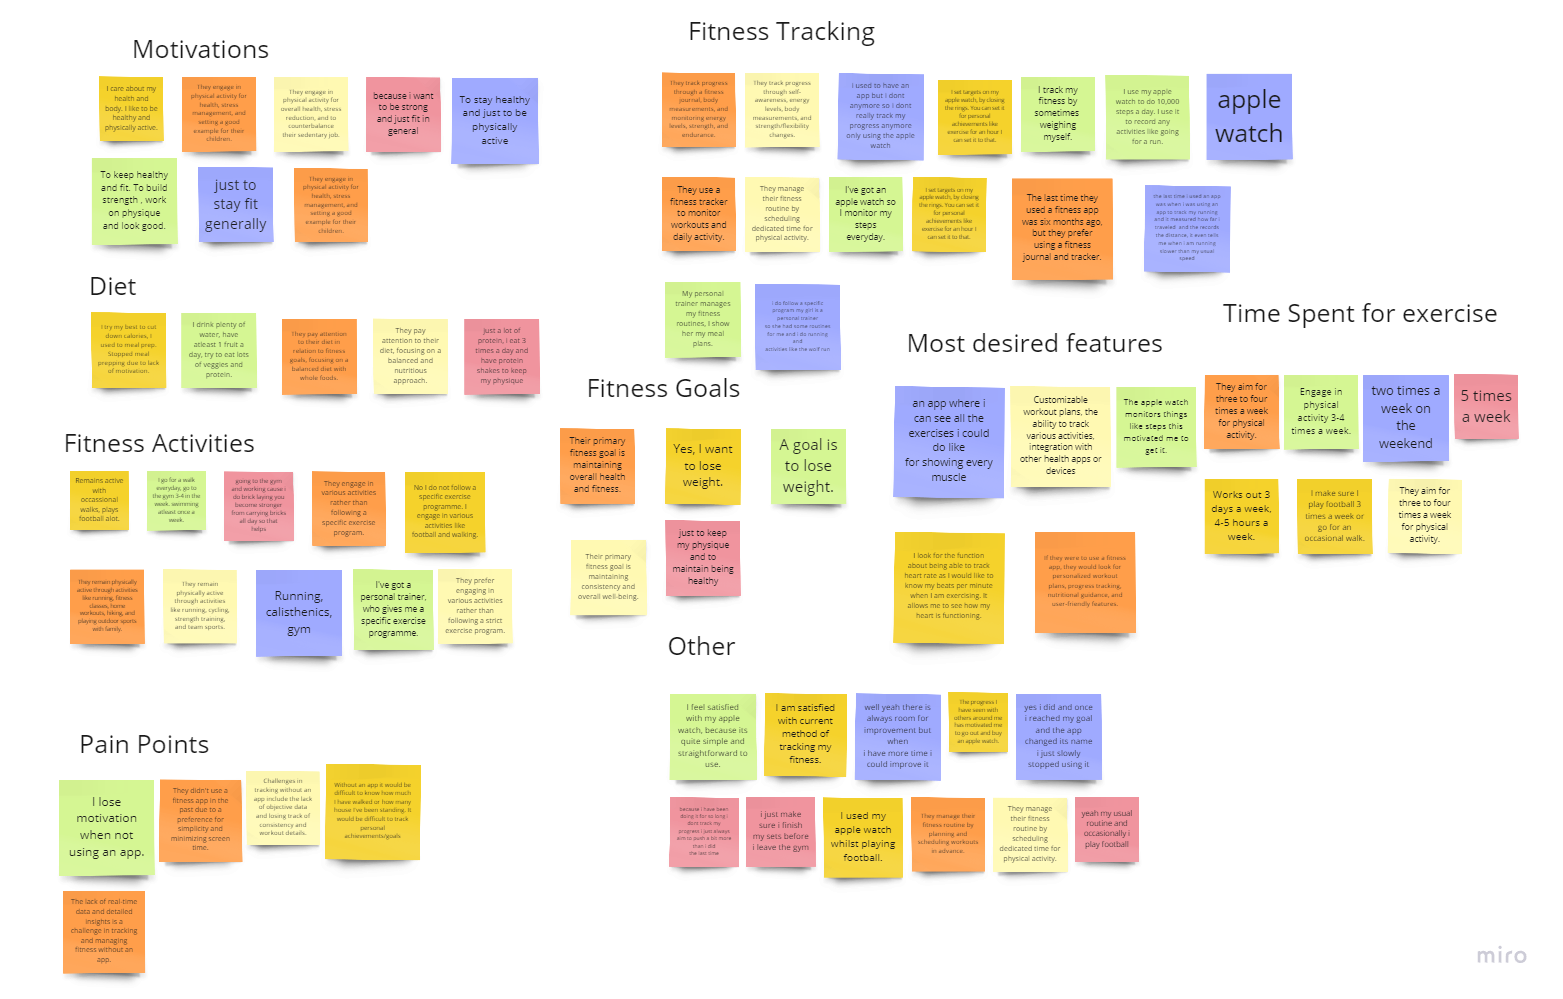 Motivations
I care about my
health and
body. I like to be
healthy and
physically active.
They engage in
physical activity for
health, stress
management, and
setting a good
example for their
children.
They engage in
physical activity for
overall health, stress
reduction, and to
counterbalance
their sedentary job.
because i want
to be strong
and just fit in
general
To stay healthy
and just to be
physically
active
To keep healthy
and fit. To build
strength , work
on physique
and look good.
just to
stay fit
generally
They engage in
physical activity for
health, stress
management, and
setting a good
example for their
children.
Diet
I try my best to cut
down calories, I
used to meal prep.
Stopped meal
prepping due to lack
of motivation.
I drink plenty of
water, have
atleast 1 fruit a
day, try to eat lots
of veggies and
protein.
They pay attention
to their diet in
relation to fitness
goals, focusing on a
balanced diet with
whole foods.
They pay
attention to their
diet, focusing on a
balanced and
nutritious
approach.
just a lot of
protein, i eat 3
times a day and
have protein
shakes to keep
my physique
Fitness Activities
Remains active
with
occassional
walks, plays
football alot.
I go for a walk
everyday, go to
the gym 3-4 in the
week. swimming
atleast once a
week.
going to the gym
and working cause i
do brick laying you
become stronger
from carrying bricks
all day so that
helps
They engage in
various activities
rather than
following a
specific exercise
program.
No I do not follow a
specific exercise
programme. I
engage in various
activities like
football and walking.
They remain physically
active through activities
like running, fitness
classes, home
workouts, hiking, and
playing outdoor sports
with family.
They remain
physically active
through activities
like running, cycling,
strength training,
and team sports.
Running,
calisthenics,
gym
I've got a
personal trainer,
who gives me a
specific exercise
programme.
They prefer
engaging in
various activities
rather than
following a strict
exercise program.
Pain Points
I lose
motivation
when not
using an app.
They didn't use a
fitness app in the
past due to a
preference for
simplicity and
minimizing screen
time.
Challenges in
tracking without an
app include the lack
of objective data
and losing track of
consistency and
workout details.
Without an app it would be
difficult to know how much
I have walked or how many
house I've been standing. It
would be difficult to track
personal
achievements/goals
The lack of real-time
data and detailed
insights is a
challenge in tracking
and managing
fitness without an
app.
Fitness Tracking
They track progress
through a fitness
journal, body
measurements, and
monitoring energy
levels, strength, and
endurance.
They track progress
through self-
awareness, energy
levels, body
measurements, and
strength/flexibility
changes.
I used to have an
app but i dont
anymore so i dont
really track my
progress anymore
only using the apple
watch
I set targets on my
apple watch, by closing
the rings. You can set it
for personal
achievements like
exercise for an hour I
can set it to that.
I track my
fitness by
sometimes
weighing
myself.
I use my apple
watch to do 10,000
steps a day. I use it
to record any
activities like going
for a run.
apple
watch
They use a
fitness tracker
to monitor
workouts and
daily activity.
They manage
their fitness
routine by
scheduling
dedicated time for
physical activity.
I've got an
apple watch so
I monitor my
steps
everyday.
I set targets on my
apple watch, by closing
the rings. You can set it
for personal
achievements like
exercise for an hour I
can set it to that.
The last time they
used a fitness app
was six months ago,
but they prefer
using a fitness
journal and tracker.
the last time i used an app
was when i was using an
app to track my running
and it measured how far i
traveled and the records
the distance, it even tells
me when I am running
slower than my usual
speed
My personal
trainer manages
my fitness
routines, I show
her my meal
plans.
i do follow a specific
program my girl is a
personal trainer
so she had some routines
for me and i do running
and
activities like the wolf run
Fitness Goals
Their primary
fitness goal is
maintaining
overall health
and fitness.
Yes, I want
to lose
weight.
A goal is
to lose
weight.
Their primary
fitness goal is
maintaining
consistency and
overall well-being.
just to keep
my physique
and to
maintain being
healthy
Most desired features
an app where i
can see all the
exercises i could
do like
for showing every
muscle
Customizable
workout plans, the
ability to track
various activities,
integration with
other health apps or
devices
The apple watch
monitors things
like steps this
motivated me to
get it.
I look for the function
about being able to track
heart rate as I would like to
know my beats per minute
when I am exercising. It
allows me to see how my
heart is functioning.
If they were to use a fitness
app, they would look for
personalized workout
plans, progress tracking,
nutritional guidance, and
user-friendly features.
Time Spent for exercise
They aim for
three to four
times a week
for physical
activity.
Engage in
physical
activity 3-4
times a week.
two times a
week on
the
weekend
5 times
a week
Works out 3
days a week,
4-5 hours a
week.
I make sure I
play football 3
times a week or
go for an
occasional walk.
They aim for
three to four
times a week
for physical
activity.
Other
I feel satisfied
with my apple
watch, because its
quite simple and
straightforward to
use.
I am satisfied
with current
method of
tracking my
fitness.
well yeah there is
always room for
improvement but
when
i have more time i
could improve it
The progress I
have seen with
others around me
has motivated me
to go out and buy
an apple watch.
yes i did and once
i reached my goal
and the app
changed its name
i just slowly
stopped using it
because i have been
doing it for so long i
dont track my
progress i just always
aim to push a bit more
than i did
the last time
i just make
sure i finish
my sets before
i leave the gym
I used my
apple watch
whilst playing
football.
They manage their
fitness routine by
planning and
scheduling workouts
in advance.
They manage
their fitness
routine by
scheduling
dedicated time for
physical activity.
yeah my usual
routine and
occasionally i
play football
miro